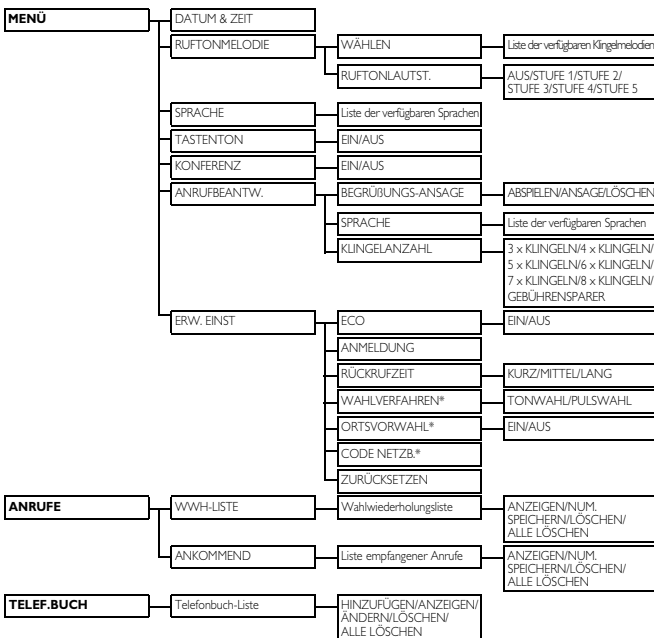 MENÜ
DATUM & ZEIT
RUFTONMELODIE
WÄHLEN
Liste der verfügbaren Klingelmelodien
RUFTONLAUTST.
AUS/STUFE 1/STUFE 2/
STUFE 3/STUFE 4/STUFE 5
SPRACHE
Liste der verfügbaren Sprachen
TASTENTON
EIN/AUS
KONFERENZ
EIN/AUS
ANRUFBEANTW.
BEGRÜßUNGS-ANSAGE
ABSPIELEN/ANSAGE/LÖSCHEN
SPRACHE
Liste der verfügbaren Sprachen
KLINGELANZAHL
3 x KLINGELN/4 x KLINGELN/
5 x KLINGELN/6 x KLINGELN/
7 x KLINGELN/8 x KLINGELN/
GEBÜHRENSPARER
ERW. EINST
ECO
EIN/AUS
ANMELDUNG
RÜCKRUFZEIT
KURZ/MITTEL/LANG
WAHLVERFAHREN*
TONWAHL/PULSWAHL
ORTSVORWAHL*
EIN/AUS
CODE NETZB.*
ZURÜCKSETZEN
ANRUFE
WWH-LISTE
Wahlwiederholungsliste
ANZEIGEN/NUM.
SPEICHERN/LÖSCHEN/
ALLE LÖSCHEN
ANKOMMEND
Liste empfangener Anrufe
ANZEIGEN/NUM.
SPEICHERN/LÖSCHEN/
ALLE LÖSCHEN
TELEF.BUCH
Telefonbuch-Liste
HINZUFÜGEN/ANZEIGEN/
ÄNDERN/LÖSCHEN/
ALLE LÖSCHEN